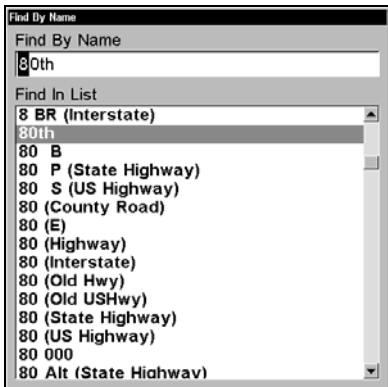 Find By Name
Find By Name
80th
Find In List
8 BR (Interstate)
80th
80 B
80 P (State Highway)
80 S (US Highway)
80 (County Road)
80 (E)
80 (Highway)
80 (Interstate)
80 (Old Hwy)
80 (Old USHwy)
80 (State Highway)
80 (US Highway)
80 000
80 Alt (State Highway)